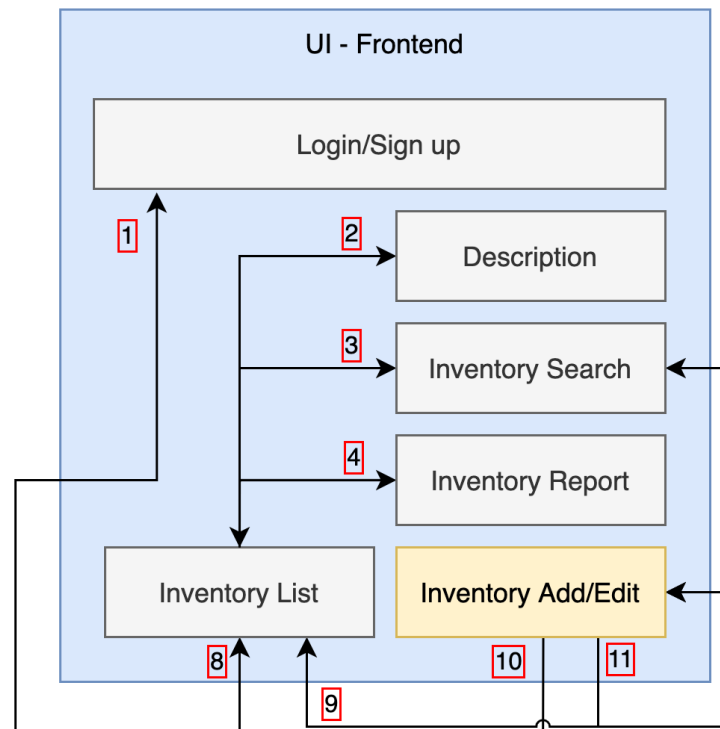 UI - Frontend
Login/Sign up
1
2
Description
3
Inventory Search
4
Inventory Report
Inventory List
Inventory Add/Edit
8
10
11
9